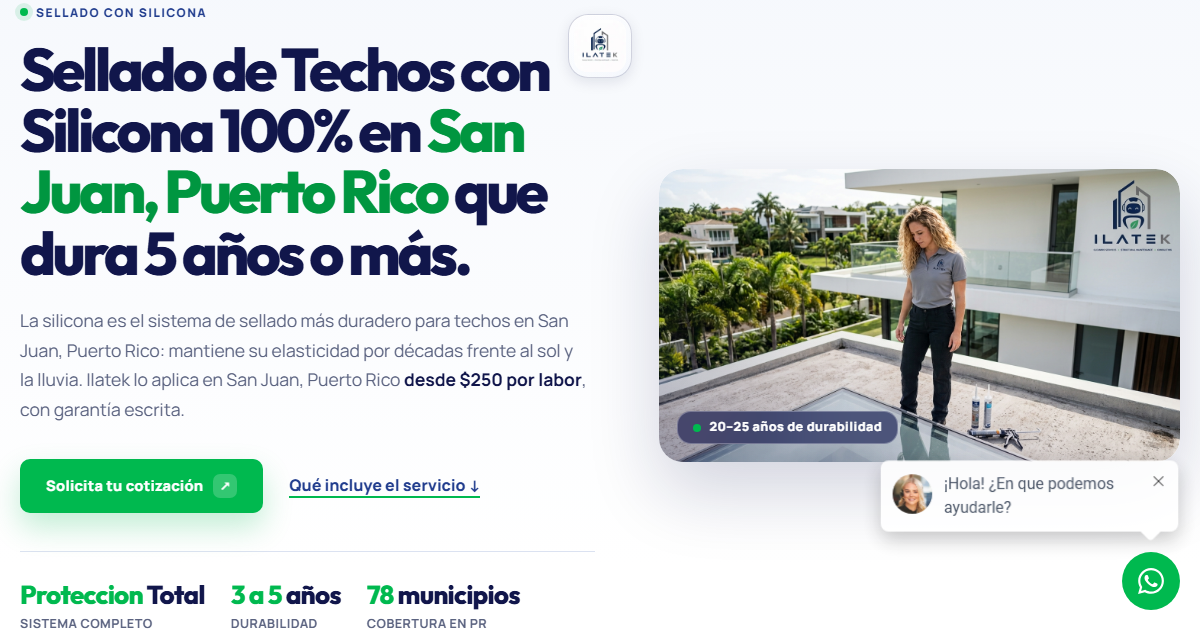 SELLADO CON SILICONA
ILATEK
Sellado de Techos con
Silicona 100% en San
Juan, Puerto Rico que
dura 5 años o más.
La silicona es el sistema de sellado más duradero para techos en San
Juan, Puerto Rico: mantiene su elasticidad por décadas frente al sol y
la lluvia. Ilatek lo aplica en San Juan, Puerto Rico desde $250 por labor,
con garantía escrita.
Solicita tu cotización ↗
Qué incluye el servicio ↓
Proteccion Total
SISTEMA COMPLETO
3 a 5 años
DURABILIDAD
78 municipios
COBERTURA EN PR
ILATEK
ILATEK
20–25 años de durabilidad
¡Hola! ¿En que podemos
ayudarle?